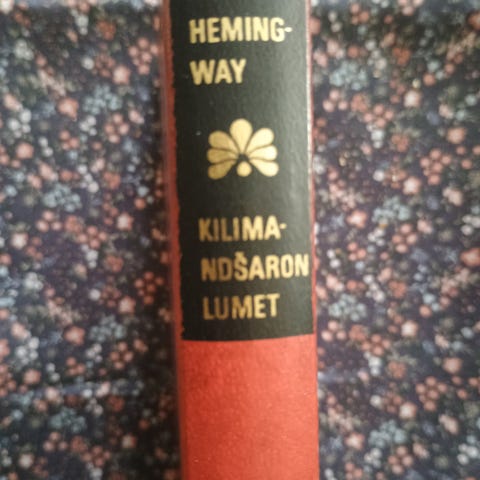 HEMING-
WAY
KILIMA-
NDŠARON
LUMET